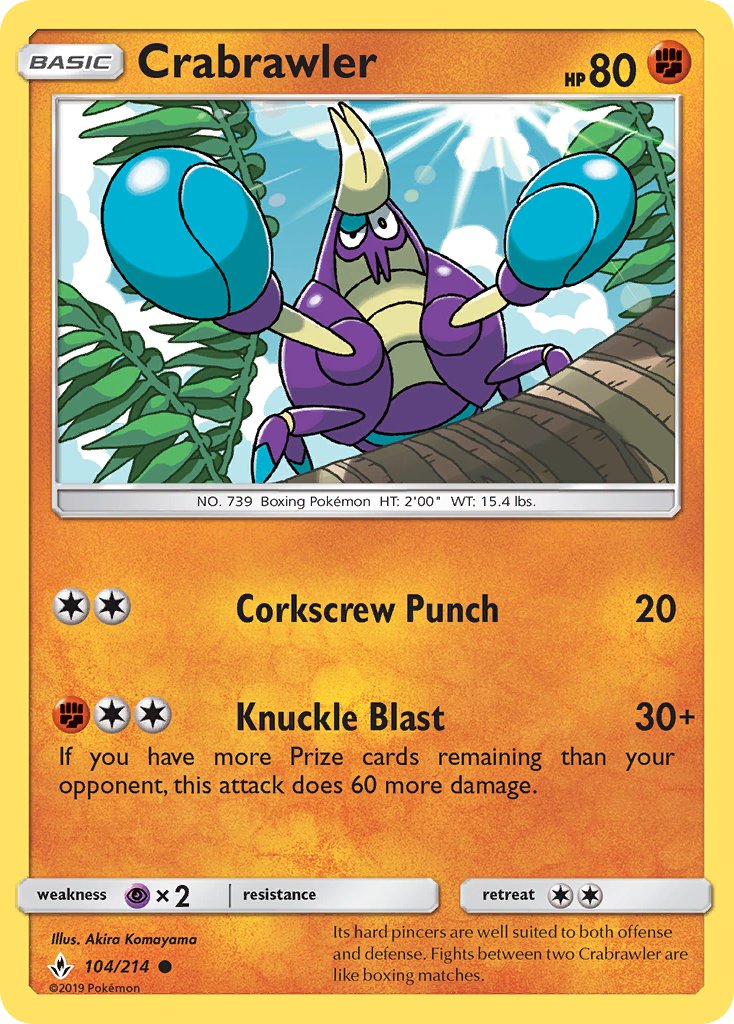 BASIC
Crabrawler
HP 80
NO. 739 Boxing Pokémon HT: 2'00" WT: 15.4 lbs.
Corkscrew Punch 20
Knuckle Blast 30+
If you have more Prize cards remaining than your
opponent, this attack does 60 more damage.
weakness ×2 resistance retreat
Illus. Akira Komayama
104/214
©2019 Pokémon
Its hard pincers are well suited to both offense
and defense. Fights between two Crabrawler are
like boxing matches.